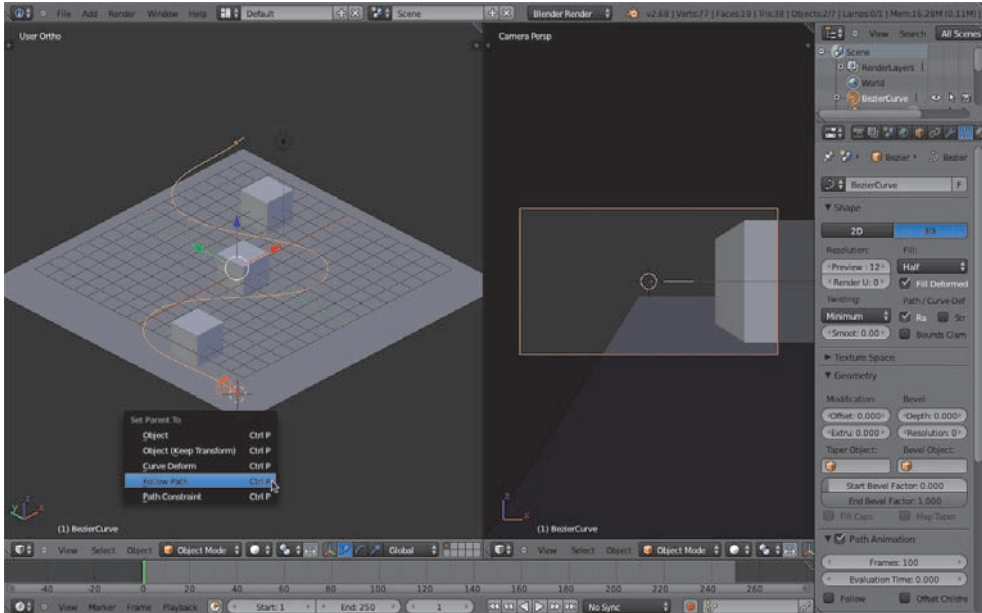 File Add Render Window Help Default Scene Blender Render v2.68 | Verts:77 | Faces:19 | Tris:38 | Objects:2/7 | Lamps:0/1 | Mem:16.28M (0.11M)
User Ortho
Set Parent To
Object Ctrl P
Object (Keep Transform) Ctrl P
Curve Deform Ctrl P
Follow Path Ctrl P
Path Constraint Ctrl P
(1) BezierCurve
View Select Object Object Mode Global
Camera Persp
(1) BezierCurve
View Select Object Object Mode
View Search All Scenes
Scene
RenderLayers
World
BezierCurve
Bezier Bezier
BezierCurve F
Shape
2D 3D
Resolution: Fill:
Preview : 12 Half
Render U: 0 Fill Deformed
Twisting: Path / Curve-Def
Minimum Ra Str
Smoot: 0.00 Bounds Clam
Texture Space
Geometry
Modification: Bevel:
Offset: 0.000 Depth: 0.000
Extru: 0.000 Resolution: 0
Taper Object: Bevel Object:
Start Bevel Factor: 0.000
End Bevel Factor: 1.000
Fill Caps Map Taper
Path Animation
Frames: 100
Evaluation Time: 0.000
Follow Offset Childre
-40 -20 0 20 40 60 80 100 120 140 160 180 200 220 240 260
View Marker Frame Playback Start: 1 End: 250 1 No Sync